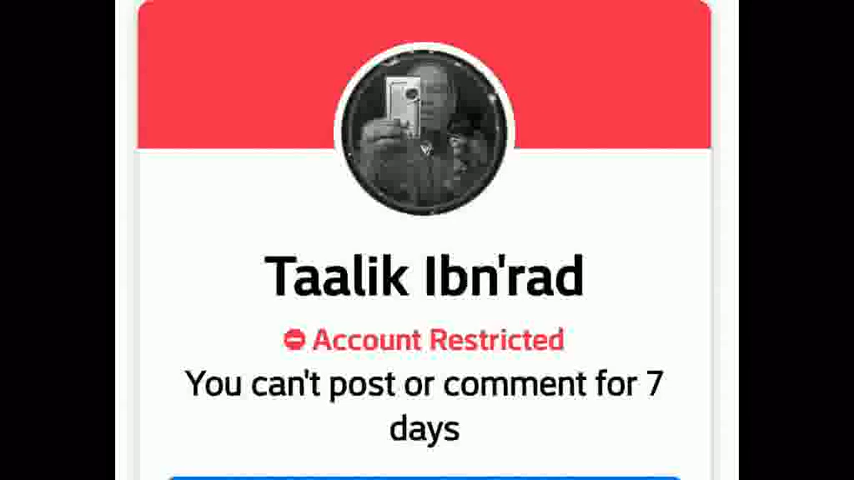 Taalik Ibn'rad
Account Restricted
You can't post or comment for 7
days